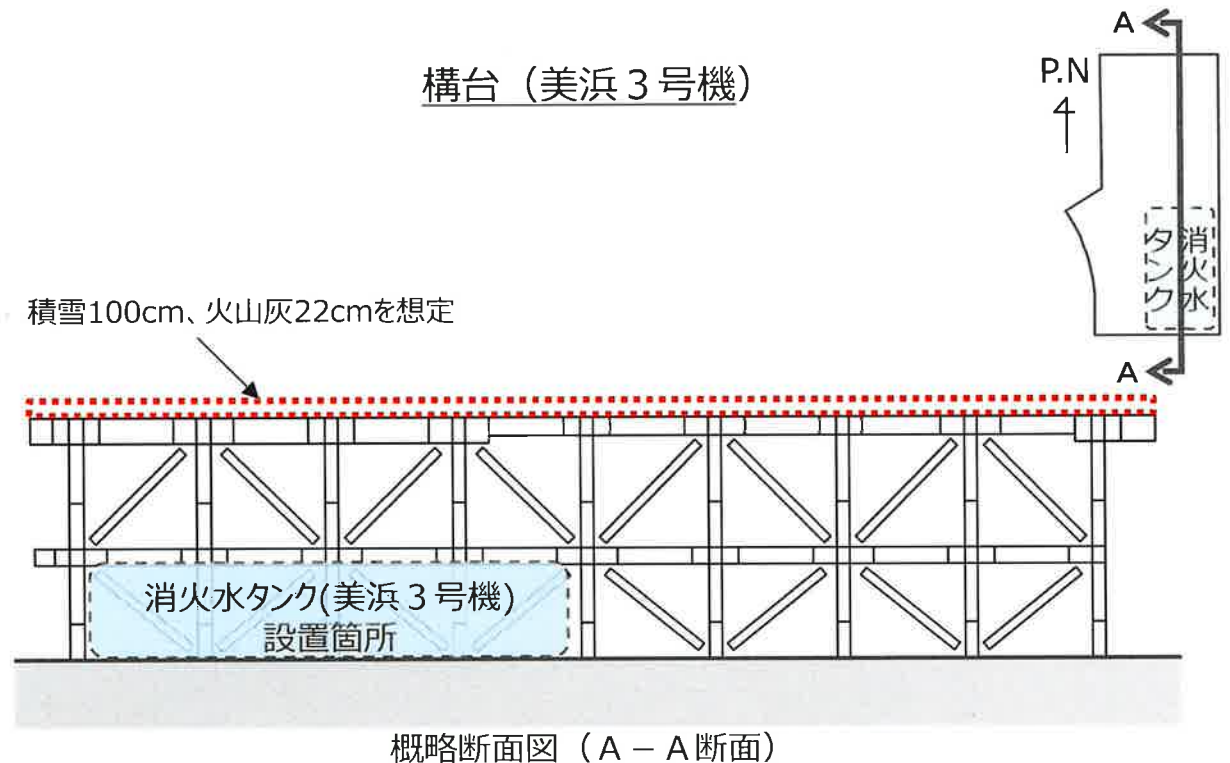 構台（美浜３号機）
A
P.N
消火水
タンク
A
積雪100cm、火山灰22cmを想定
消火水タンク(美浜３号機)
設置箇所
概略断面図（A－A断面）